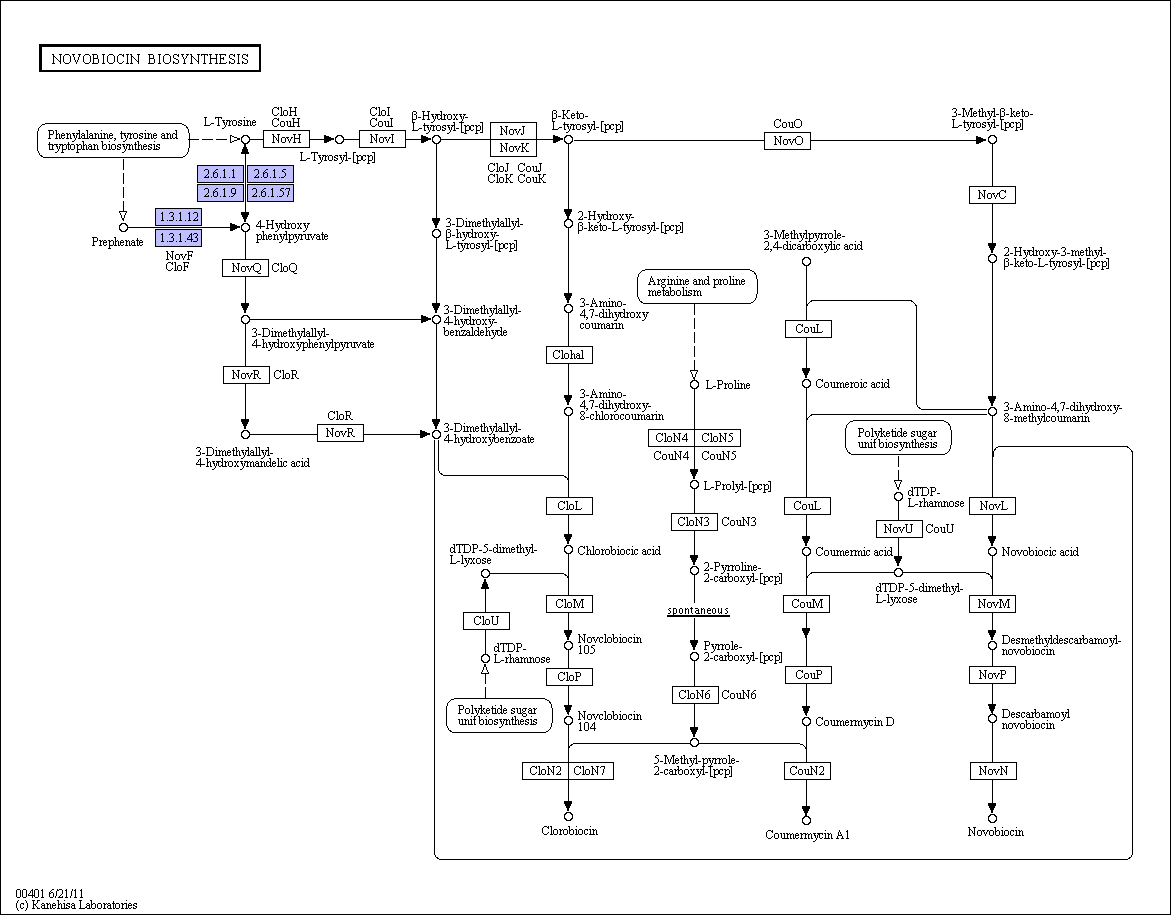 NOVOBIOCIN BIOSYNTHESIS
Phenylalanine, tyrosine and
tryptophan biosynthesis
L-Tyrosine
CloH
CouH
NovH
L-Tyrosyl-[pcp]
CloI
CouI
NovI
β-Hydroxy-
L-tyrosyl-[pcp]
NovJ
NovK
CloJ CouJ
CloK CouK
β-Keto-
L-tyrosyl-[pcp]
CouO
NovO
3-Methyl-β-keto-
L-tyrosyl-[pcp]
2.6.1.1 2.6.1.5
2.6.1.9 2.6.1.57
1.3.1.12
1.3.1.43
NovF
CloF
Prephenate
4-Hydroxy
phenylpyruvate
NovQ CloQ
3-Dimethylallyl-
4-hydroxyphenylpyruvate
NovR CloR
CloR
NovR
3-Dimethylallyl-
4-hydroxymandelic acid
3-Dimethylallyl-
β-hydroxy-
L-tyrosyl-[pcp]
3-Dimethylallyl-
4-hydroxy-
benzaldehyde
3-Dimethylallyl-
4-hydroxybenzoate
2-Hydroxy-
β-keto-L-tyrosyl-[pcp]
3-Amino-
4,7-dihydroxy
coumarin
Clohal
3-Amino-
4,7-dihydroxy-
8-chlorocoumarin
CloL
Chlorobiocic acid
dTDP-5-dimethyl-
L-lyxose
CloU
dTDP-
L-rhamnose
Polyketide sugar
unif biosynthesis
CloM
Novclobiocin
105
CloP
Novclobiocin
104
CloN2 CloN7
Clorobiocin
Arginine and proline
metabolism
L-Proline
CloN4 CloN5
CouN4 CouN5
L-Prolyl-[pcp]
CloN3 CouN3
2-Pyrroline-
2-carboxyl-[pcp]
spontaneous
Pyrrole-
2-carboxyl-[pcp]
CloN6 CouN6
5-Methyl-pyrrole-
2-carboxyl-[pcp]
3-Methylpyrrole-
2,4-dicarboxylic acid
CouL
Coumeroic acid
CouL
Coumermic acid
CouM
CouP
Coumermycin D
CouN2
Coumermycin A1
Polyketide sugar
unif biosynthesis
dTDP-
L-rhamnose
NovU CouU
dTDP-5-dimethyl-
L-lyxose
NovC
2-Hydroxy-3-methyl-
β-keto-L-tyrosyl-[pcp]
3-Amino-4,7-dihydroxy-
8-methylcoumarin
NovL
Novobiocic acid
NovM
Desmethyldescarbamoyl-
novobiocin
NovP
Descarbamoyl
novobiocin
NovN
Novobiocin
00401 6/21/11
(c) Kanehisa Laboratories